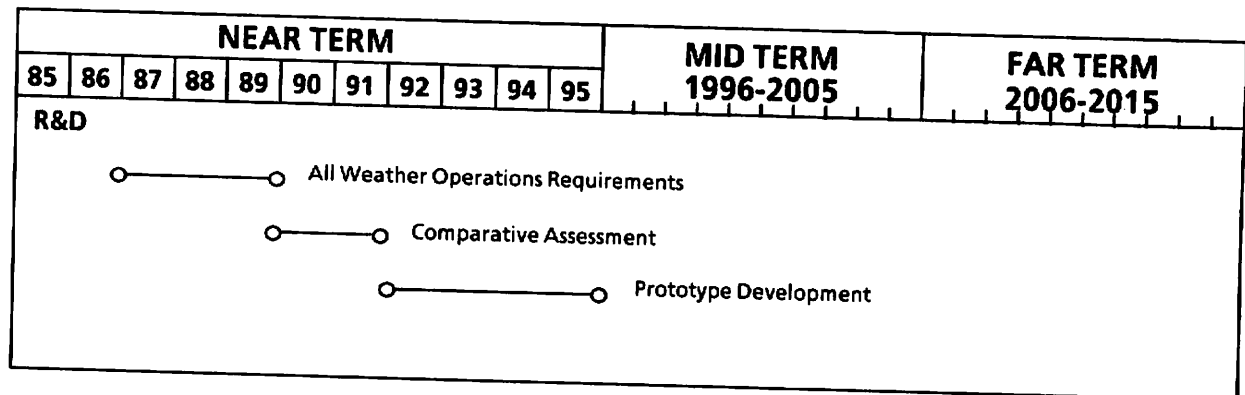 NEAR TERM
MID TERM
1996-2005
FAR TERM
2006-2015
85 86 87 88 89 90 91 92 93 94 95
R&D
All Weather Operations Requirements
Comparative Assessment
Prototype Development